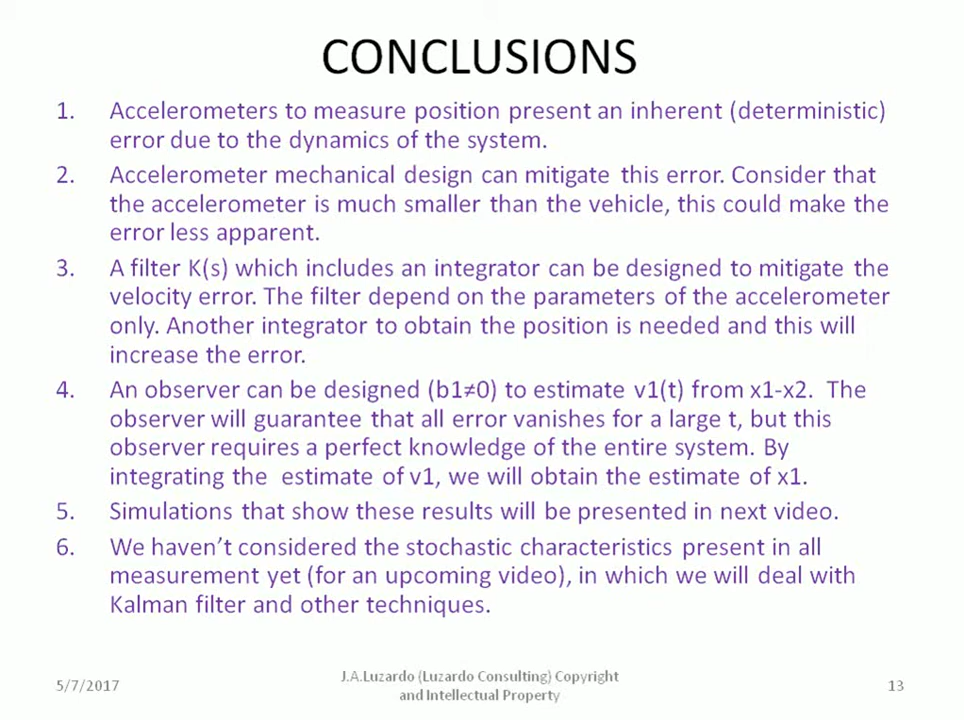 CONCLUSIONS
1. Accelerometers to measure position present an inherent (deterministic)
error due to the dynamics of the system.
2. Accelerometer mechanical design can mitigate this error. Consider that
the accelerometer is much smaller than the vehicle, this could make the
error less apparent.
3. A filter K(s) which includes an integrator can be designed to mitigate the
velocity error. The filter depend on the parameters of the accelerometer
only. Another integrator to obtain the position is needed and this will
increase the error.
4. An observer can be designed (b1≠0) to estimate v1(t) from x1-x2. The
observer will guarantee that all error vanishes for a large t, but this
observer requires a perfect knowledge of the entire system. By
integrating the estimate of v1, we will obtain the estimate of x1.
5. Simulations that show these results will be presented in next video.
6. We haven't considered the stochastic characteristics present in all
measurement yet (for an upcoming video), in which we will deal with
Kalman filter and other techniques.
5/7/2017
J.A.Luzardo (Luzardo Consulting) Copyright
and Intellectual Property
13